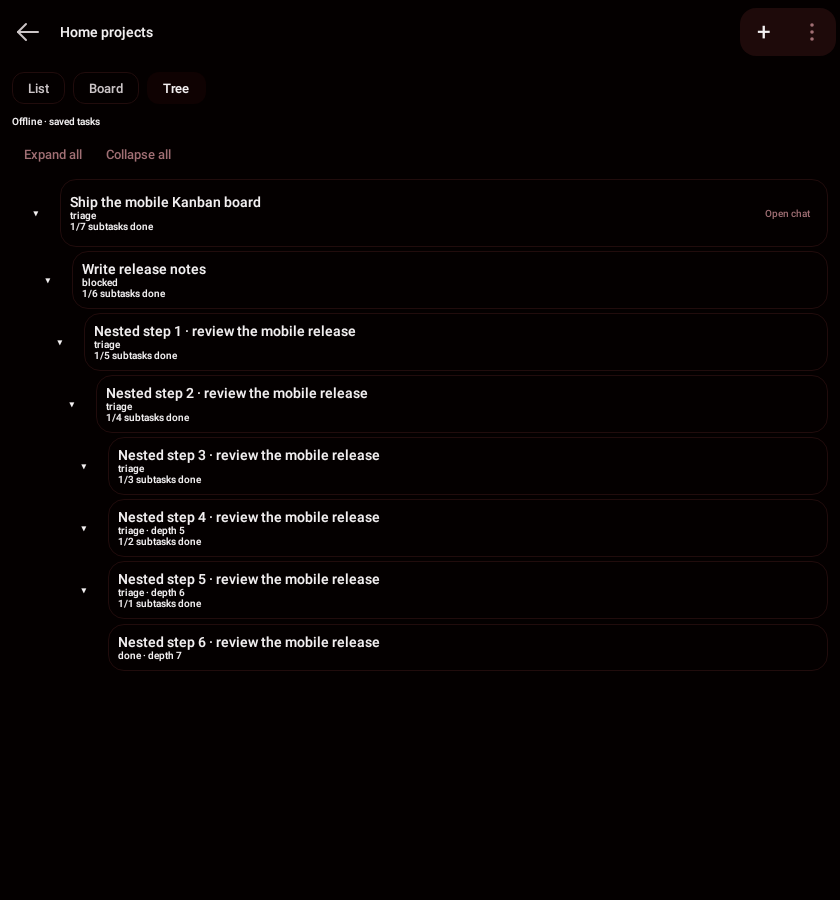 Home projects
+
List Board Tree
Offline · saved tasks
Expand all Collapse all
Ship the mobile Kanban board
triage
1/7 subtasks done
Open chat
Write release notes
blocked
1/6 subtasks done
Nested step 1 · review the mobile release
triage
1/5 subtasks done
Nested step 2 · review the mobile release
triage
1/4 subtasks done
Nested step 3 · review the mobile release
triage
1/3 subtasks done
Nested step 4 · review the mobile release
triage · depth 5
1/2 subtasks done
Nested step 5 · review the mobile release
triage · depth 6
1/1 subtasks done
Nested step 6 · review the mobile release
done · depth 7